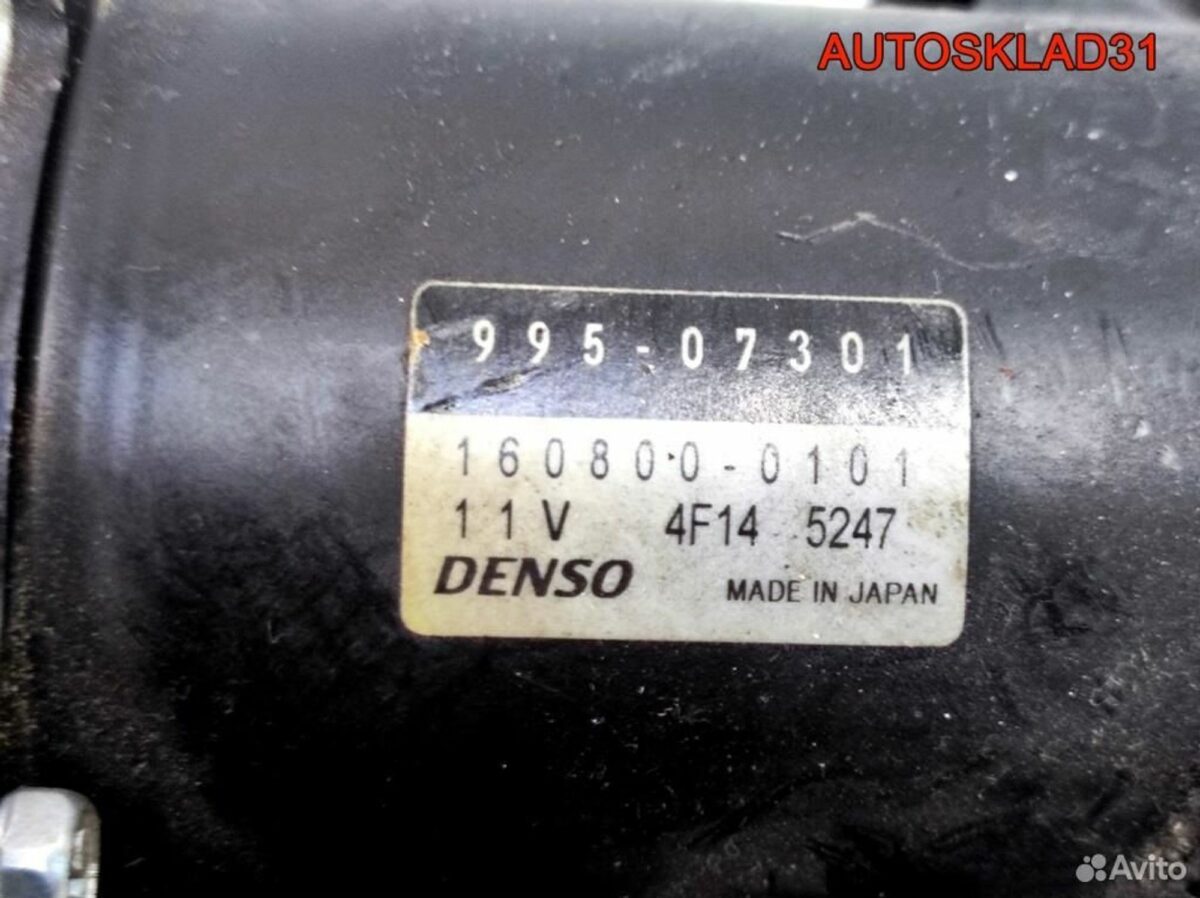 AUTOSKLAD31
995-07301
160800-0101
11V 4F14 5247
DENSO MADE IN JAPAN
Avito